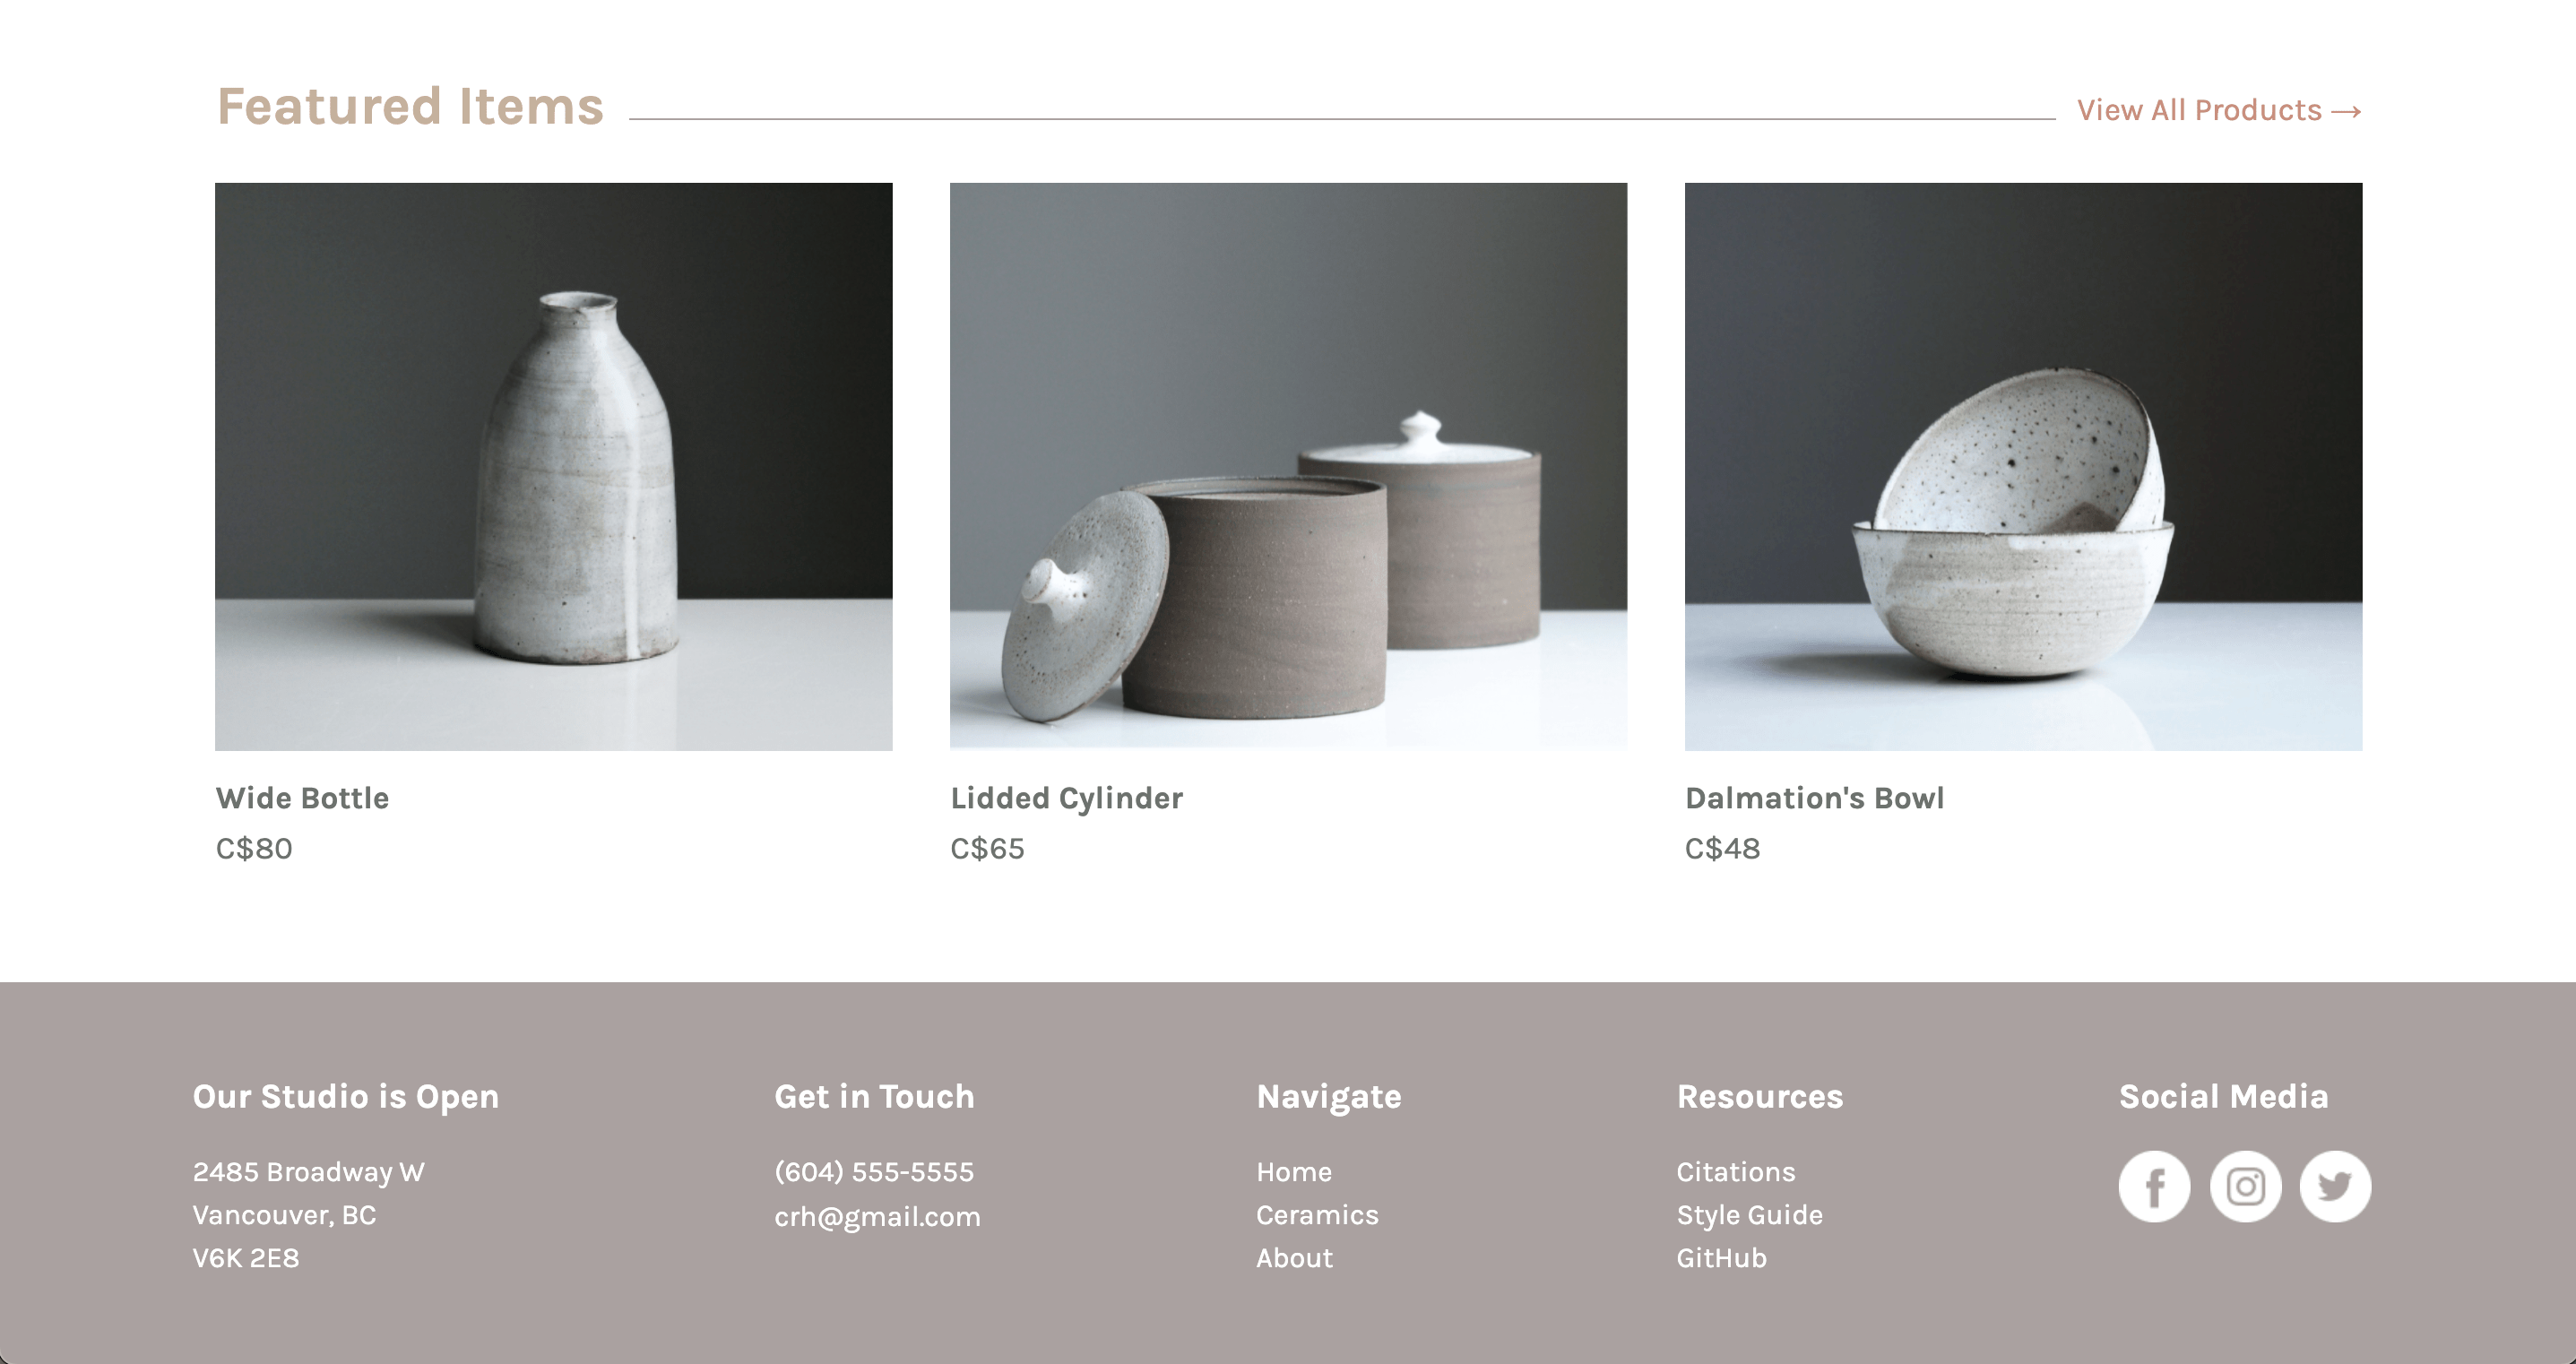 Featured Items
View All Products →
Wide Bottle
C$80
Lidded Cylinder
C$65
Dalmation's Bowl
C$48
Our Studio is Open
2485 Broadway W
Vancouver, BC
V6K 2E8
Get in Touch
(604) 555-5555
crh@gmail.com
Navigate
Home
Ceramics
About
Resources
Citations
Style Guide
GitHub
Social Media